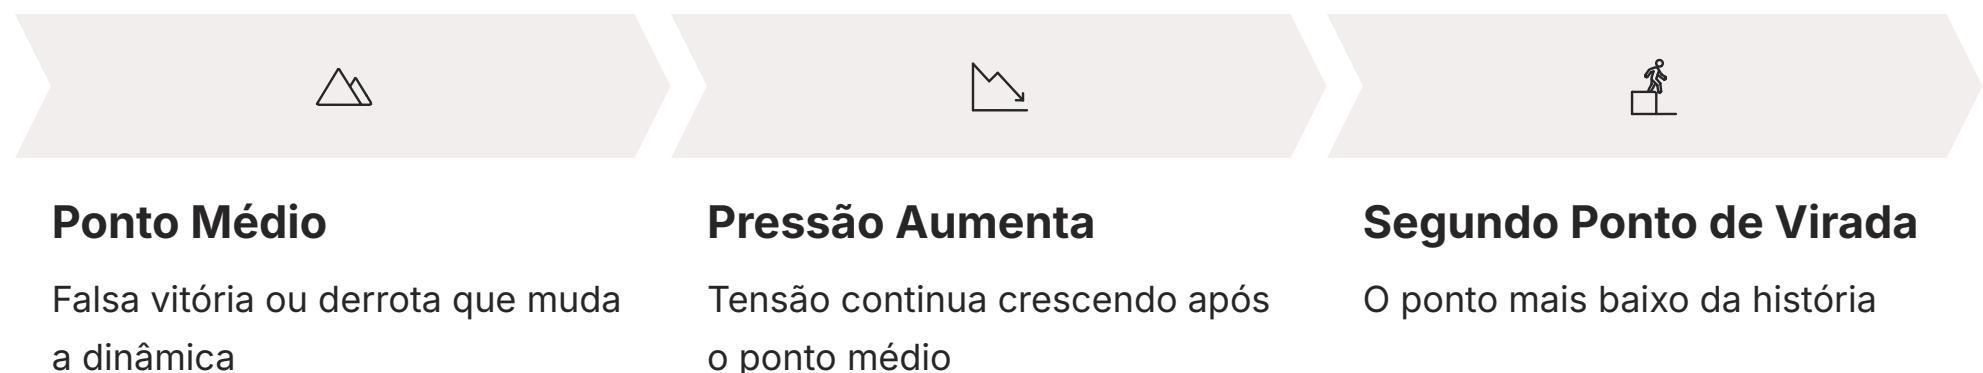 Ponto Médio
Falsa vitória ou derrota que muda
a dinâmica
Pressão Aumenta
Tensão continua crescendo após
o ponto médio
Segundo Ponto de Virada
O ponto mais baixo da história